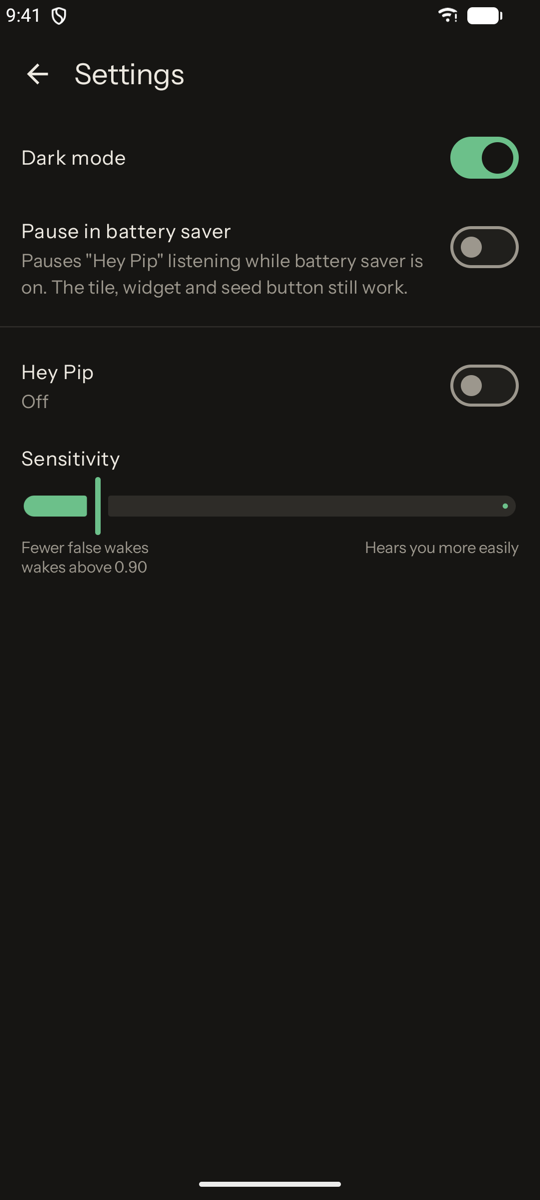 9:41
Settings
Dark mode
Pause in battery saver
Pauses "Hey Pip" listening while battery saver is
on. The tile, widget and seed button still work.
Hey Pip
Off
Sensitivity
Fewer false wakes
Hears you more easily
wakes above 0.90